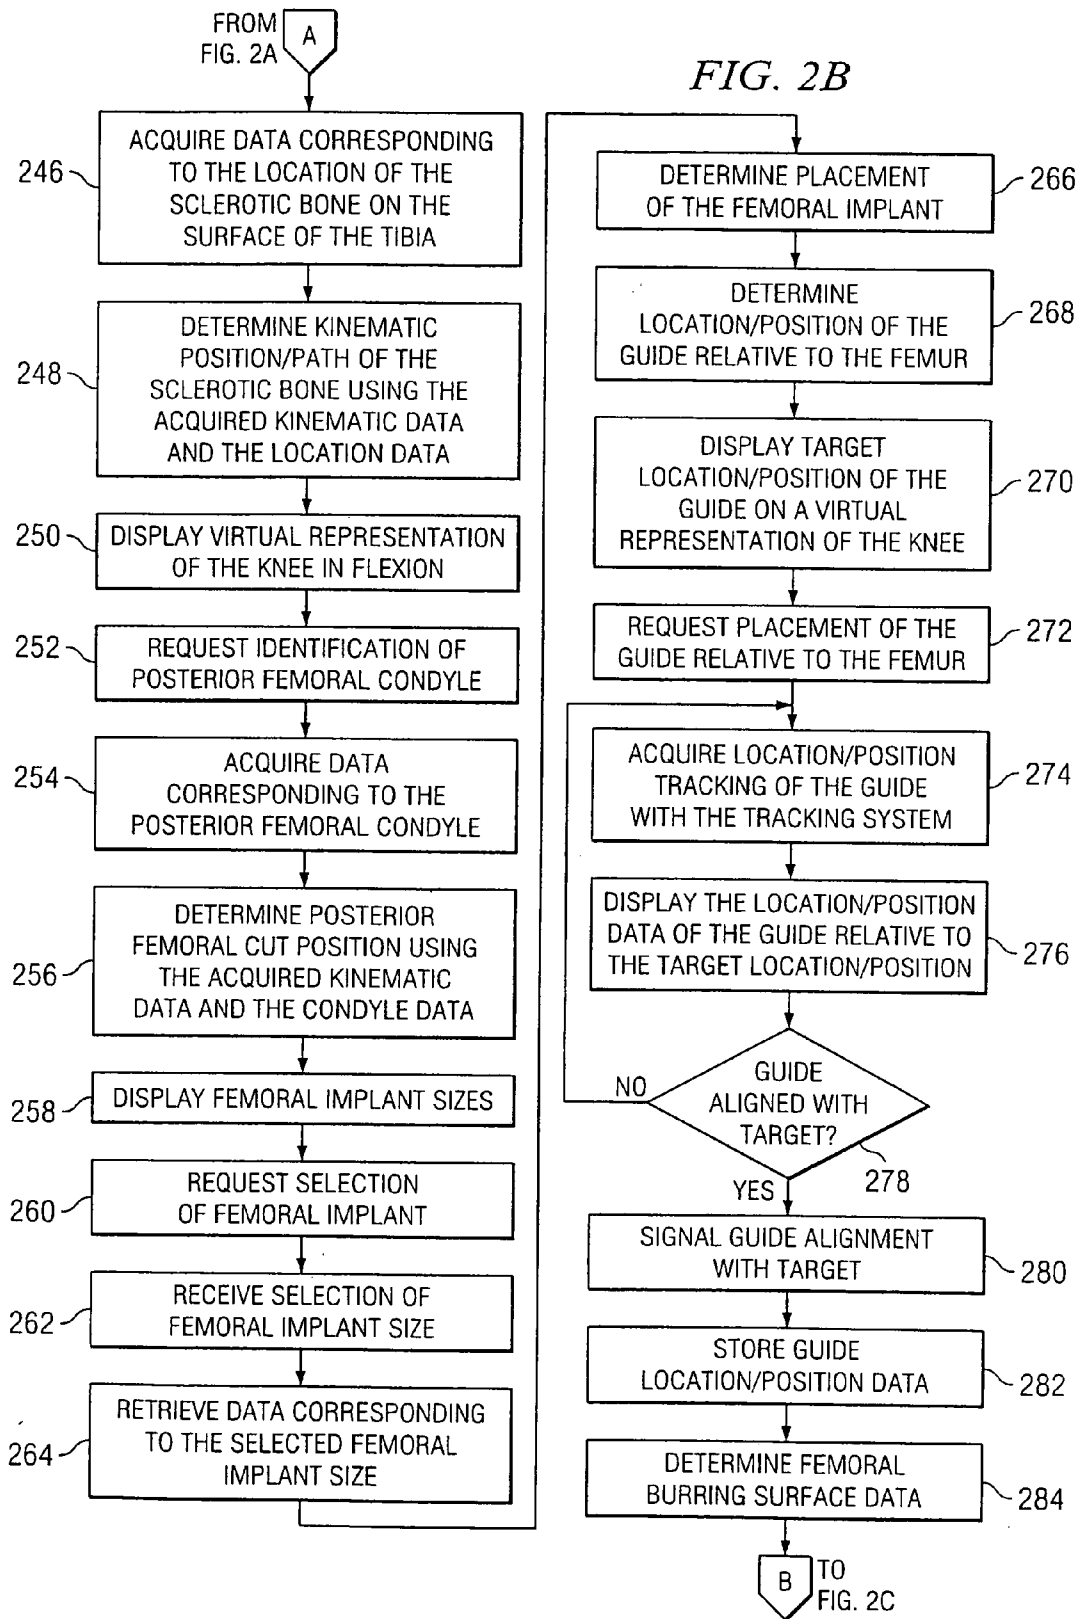 FROM
FIG. 2A
A
246
ACQUIRE DATA CORRESPONDING
TO THE LOCATION OF THE
SCLEROTIC BONE ON THE
SURFACE OF THE TIBIA
248
DETERMINE KINEMATIC
POSITION/PATH OF THE
SCLEROTIC BONE USING THE
ACQUIRED KINEMATIC DATA
AND THE LOCATION DATA
250
DISPLAY VIRTUAL REPRESENTATION
OF THE KNEE IN FLEXION
252
REQUEST IDENTIFICATION OF
POSTERIOR FEMORAL CONDYLE
254
ACQUIRE DATA
CORRESPONDING TO THE
POSTERIOR FEMORAL CONDYLE
256
DETERMINE POSTERIOR
FEMORAL CUT POSITION USING
THE ACQUIRED KINEMATIC
DATA AND THE CONDYLE DATA
258
DISPLAY FEMORAL IMPLANT SIZES
260
REQUEST SELECTION
OF FEMORAL IMPLANT
262
RECEIVE SELECTION OF
FEMORAL IMPLANT SIZE
264
RETRIEVE DATA CORRESPONDING
TO THE SELECTED FEMORAL
IMPLANT SIZE
FIG. 2B
DETERMINE PLACEMENT
OF THE FEMORAL IMPLANT
266
DETERMINE
LOCATION/POSITION OF THE
GUIDE RELATIVE TO THE FEMUR
268
DISPLAY TARGET
LOCATION/POSITION OF THE
GUIDE ON A VIRTUAL
REPRESENTATION OF THE KNEE
270
REQUEST PLACEMENT OF THE
GUIDE RELATIVE TO THE FEMUR
272
ACQUIRE LOCATION/POSITION
TRACKING OF THE GUIDE
WITH THE TRACKING SYSTEM
274
DISPLAY THE LOCATION/POSITION
DATA OF THE GUIDE RELATIVE TO
THE TARGET LOCATION/POSITION
276
NO
GUIDE
ALIGNED WITH
TARGET?
278
YES
SIGNAL GUIDE ALIGNMENT
WITH TARGET
280
STORE GUIDE
LOCATION/POSITION DATA
282
DETERMINE FEMORAL
BURRING SURFACE DATA
284
B
TO
FIG. 2C